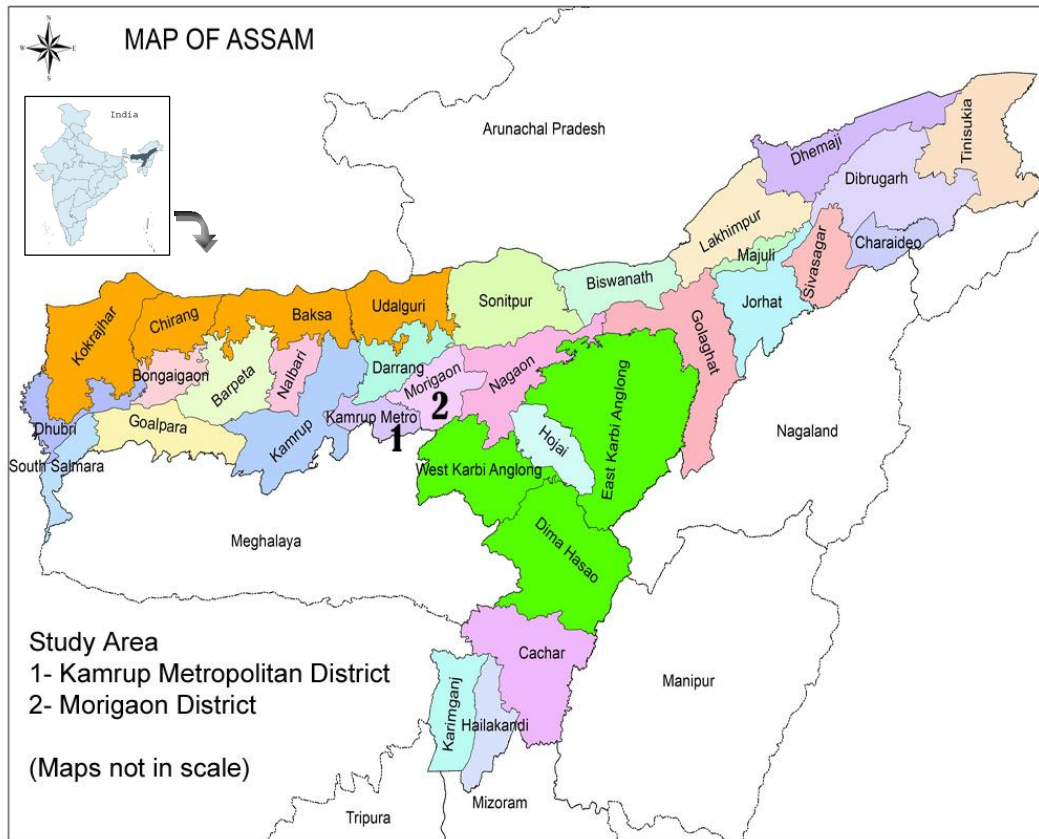 MAP OF ASSAM
N
W
E
S
India
Arunachal Pradesh
Tinisukia
Dhemaji
Dibrugarh
Lakhimpur
Majuli
Sivasagar
Charaideo
Jorhat
Biswanath
Sonitpur
Udalguri
Baksa
Chirang
Kokrajhar
Golaghat
Darrang
Nalbari
Barpeta
Bongaigaon
Morigaon
2
Nagaon
Kamrup Metro
1
Kamrup
Goalpara
Dhubri
South Salmara
Hojai
East Karbi Anglong
West Karbi Anglong
Nagaland
Meghalaya
Dima Hasao
Study Area
1- Kamrup Metropolitan District
2- Morigaon District
(Maps not in scale)
Cachar
Manipur
Karimganj
Hailakandi
Mizoram
Tripura